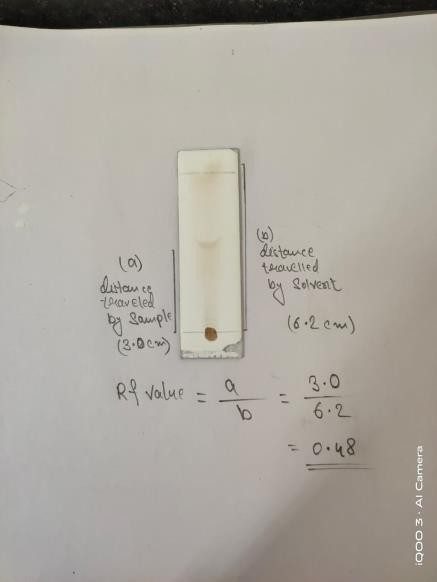 (a)
distance
traveled
by Sample
(3.0cm)
(b)
distance
travelled
by Solvent
(6.2 cm)
Rf value = a/b = 3.0/6.2
= 0.48
iQOO 3 · AI Camera